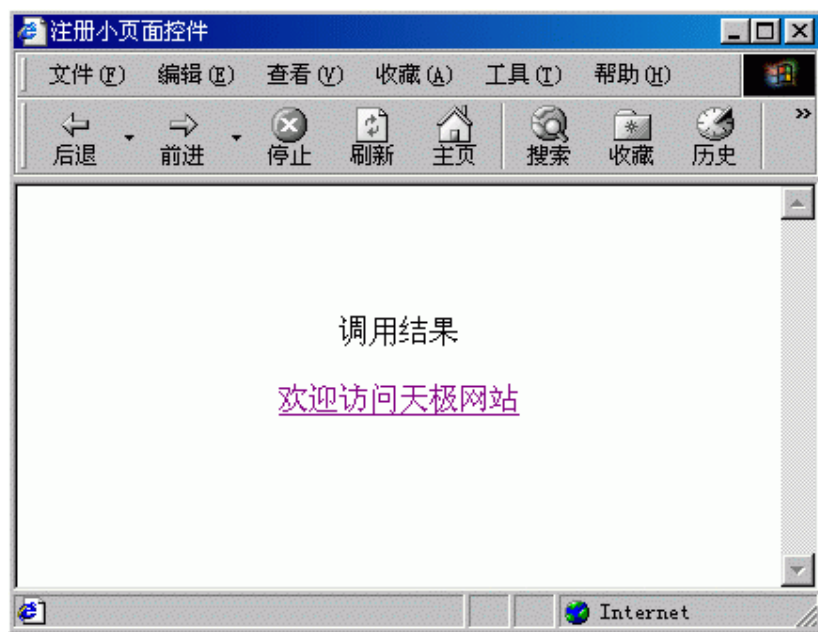 注册小页面控件
文件(F) 编辑(E) 查看(V) 收藏(A) 工具(T) 帮助(H)
后退 前进 停止 刷新 主页 搜索 收藏 历史 »
调用结果
欢迎访问天极网站
Internet